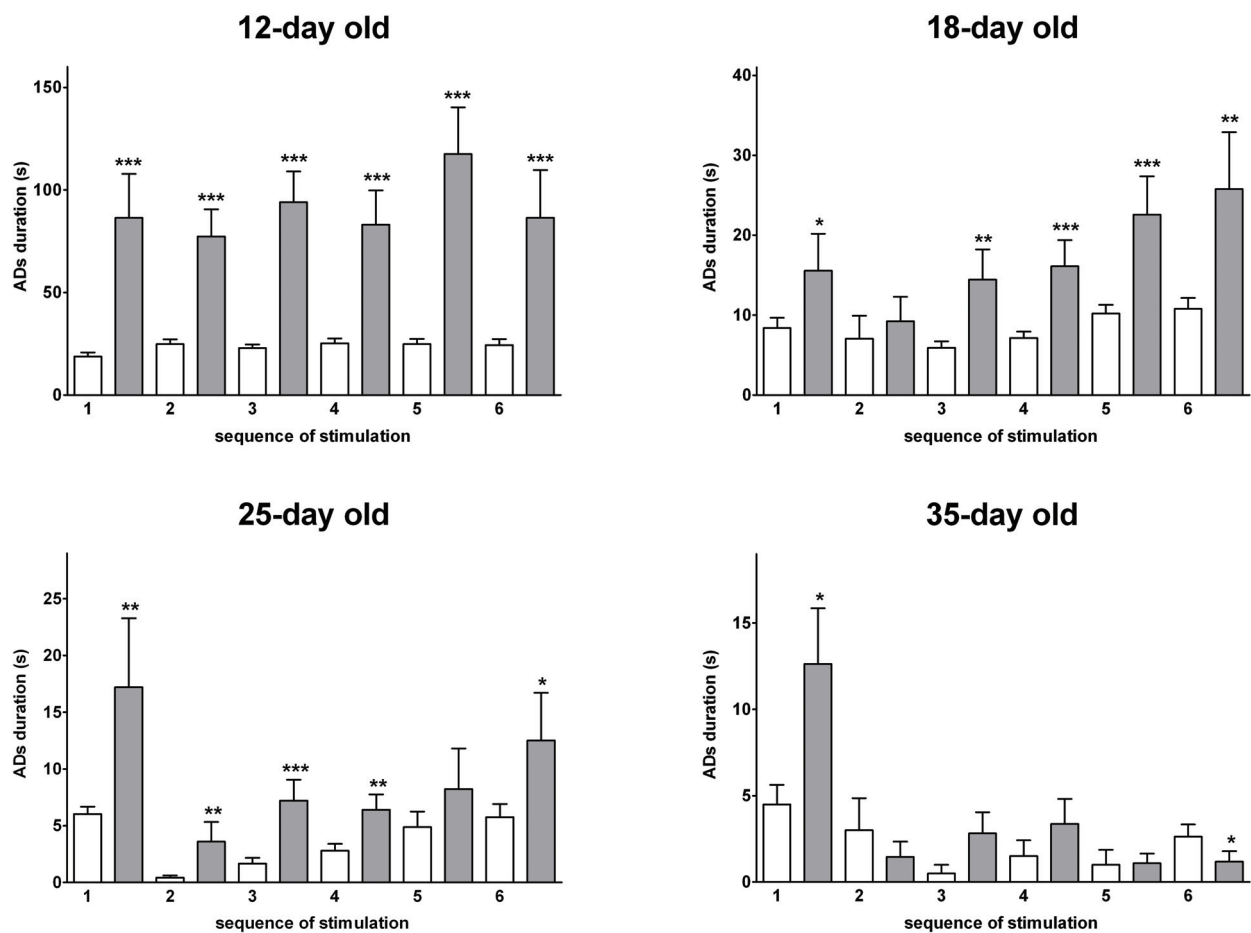 12-day old
150
100
50
0
ADs duration (s)
***
***
***
***
***
***
1 2 3 4 5 6
sequence of stimulation
18-day old
40
30
20
10
0
ADs duration (s)
*
**
***
***
**
1 2 3 4 5 6
sequence of stimulation
25-day old
25
20
15
10
5
0
ADs duration (s)
**
**
***
**
*
1 2 3 4 5 6
sequence of stimulation
35-day old
15
10
5
0
ADs duration (s)
*
*
1 2 3 4 5 6
sequence of stimulation